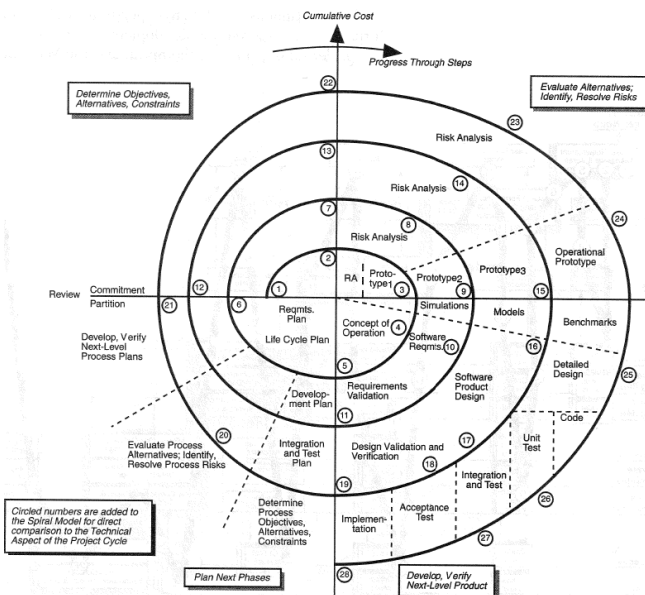 Cumulative Cost
Progress Through Steps
Determine Objectives,
Alternatives, Constraints
Evaluate Alternatives;
Identify, Resolve Risks
22
23
Risk Analysis
13
14
Risk Analysis
7
8
Risk Analysis
24
Operational
Prototype
2
RA
Proto-
type1
Prototype2
Prototype3
1
3
9
15
12
6
21
Review
Commitment
Partition
Simulations
Models
Benchmarks
Reqmts.
Plan
Concept of
Operation
4
Life Cycle Plan
Software
Reqmts.
10
16
Develop, Verify
Next-Level
Process Plans
5
Requirements
Validation
Software
Product
Design
Detailed
Design
25
Develop-
ment Plan
11
Code
20
Evaluate Process
Alternatives; Identify,
Resolve Process Risks
Integration
and Test
Plan
Design Validation and
Verification
17
18
Unit
Test
Integration
and Test
19
26
Circled numbers are added to
the Spiral Model for direct
comparison to the Technical
Aspect of the Project Cycle
Determine
Process
Objectives,
Alternatives,
Constraints
Implemen-
tation
Acceptance
Test
27
28
Plan Next Phases
Develop, Verify
Next-Level Product